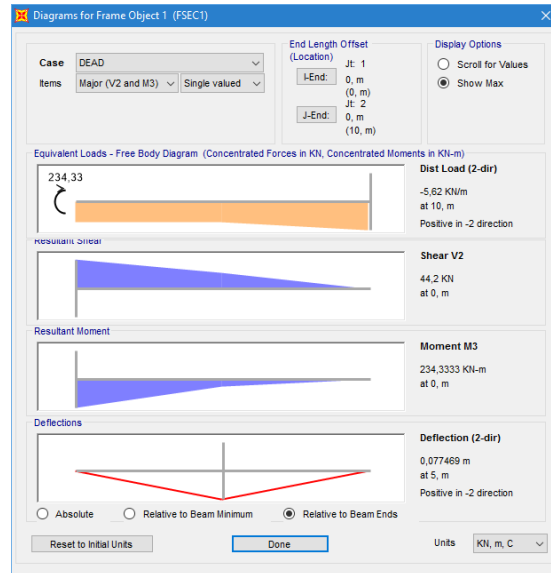 Diagrams for Frame Object 1 (FSEC1)
Case DEAD
Items Major (V2 and M3) Single valued
End Length Offset
(Location)
Jt: 1
I-End: 0, m
(0, m)
Jt: 2
J-End: 0, m
(10, m)
Display Options
Scroll for Values
Show Max
Equivalent Loads - Free Body Diagram (Concentrated Forces in KN, Concentrated Moments in KN-m)
234,33
Dist Load (2-dir)
-5,62 KN/m
at 10, m
Positive in -2 direction
Resultant Shear
Shear V2
44,2 KN
at 0, m
Resultant Moment
Moment M3
234,3333 KN-m
at 0, m
Deflections
Deflection (2-dir)
0,077469 m
at 5, m
Positive in -2 direction
Absolute Relative to Beam Minimum Relative to Beam Ends
Reset to Initial Units Done Units KN, m, C